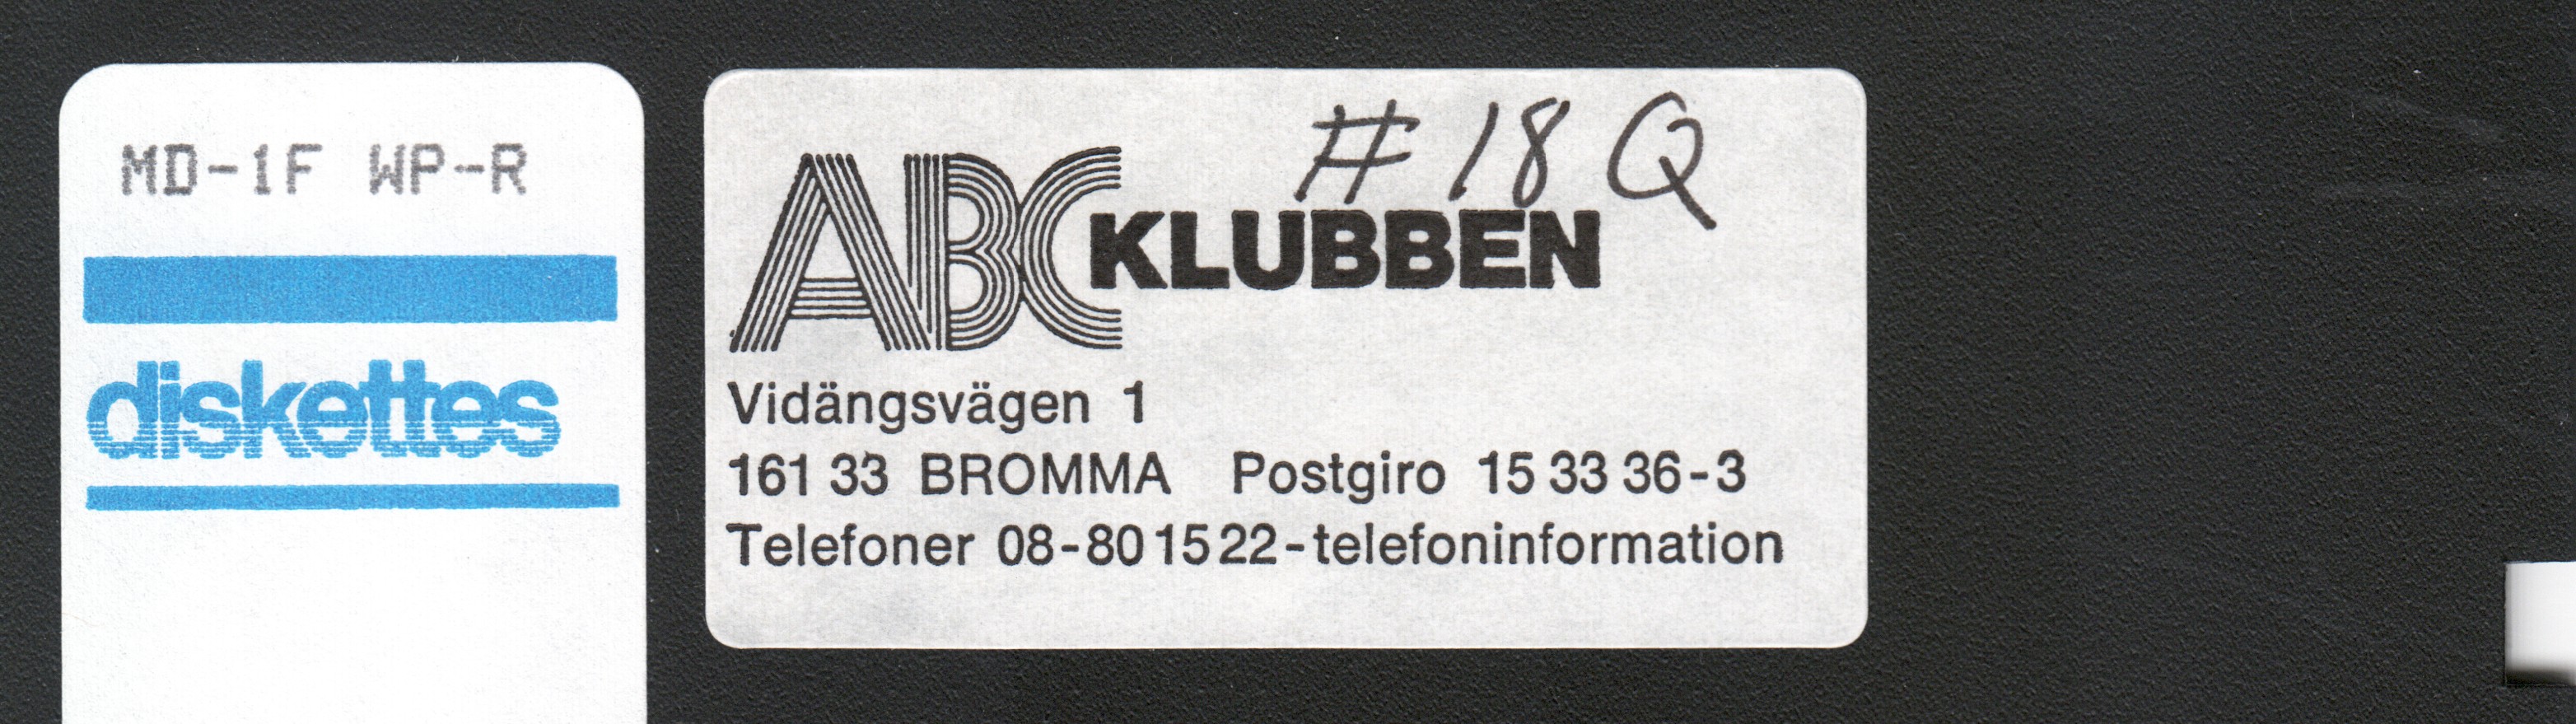 MD-1F WP-R
diskettes
# 18 Q
ABC KLUBBEN
Vidängsvägen 1
161 33 BROMMA Postgiro 15 33 36-3
Telefoner 08-80 15 22-telefoninformation